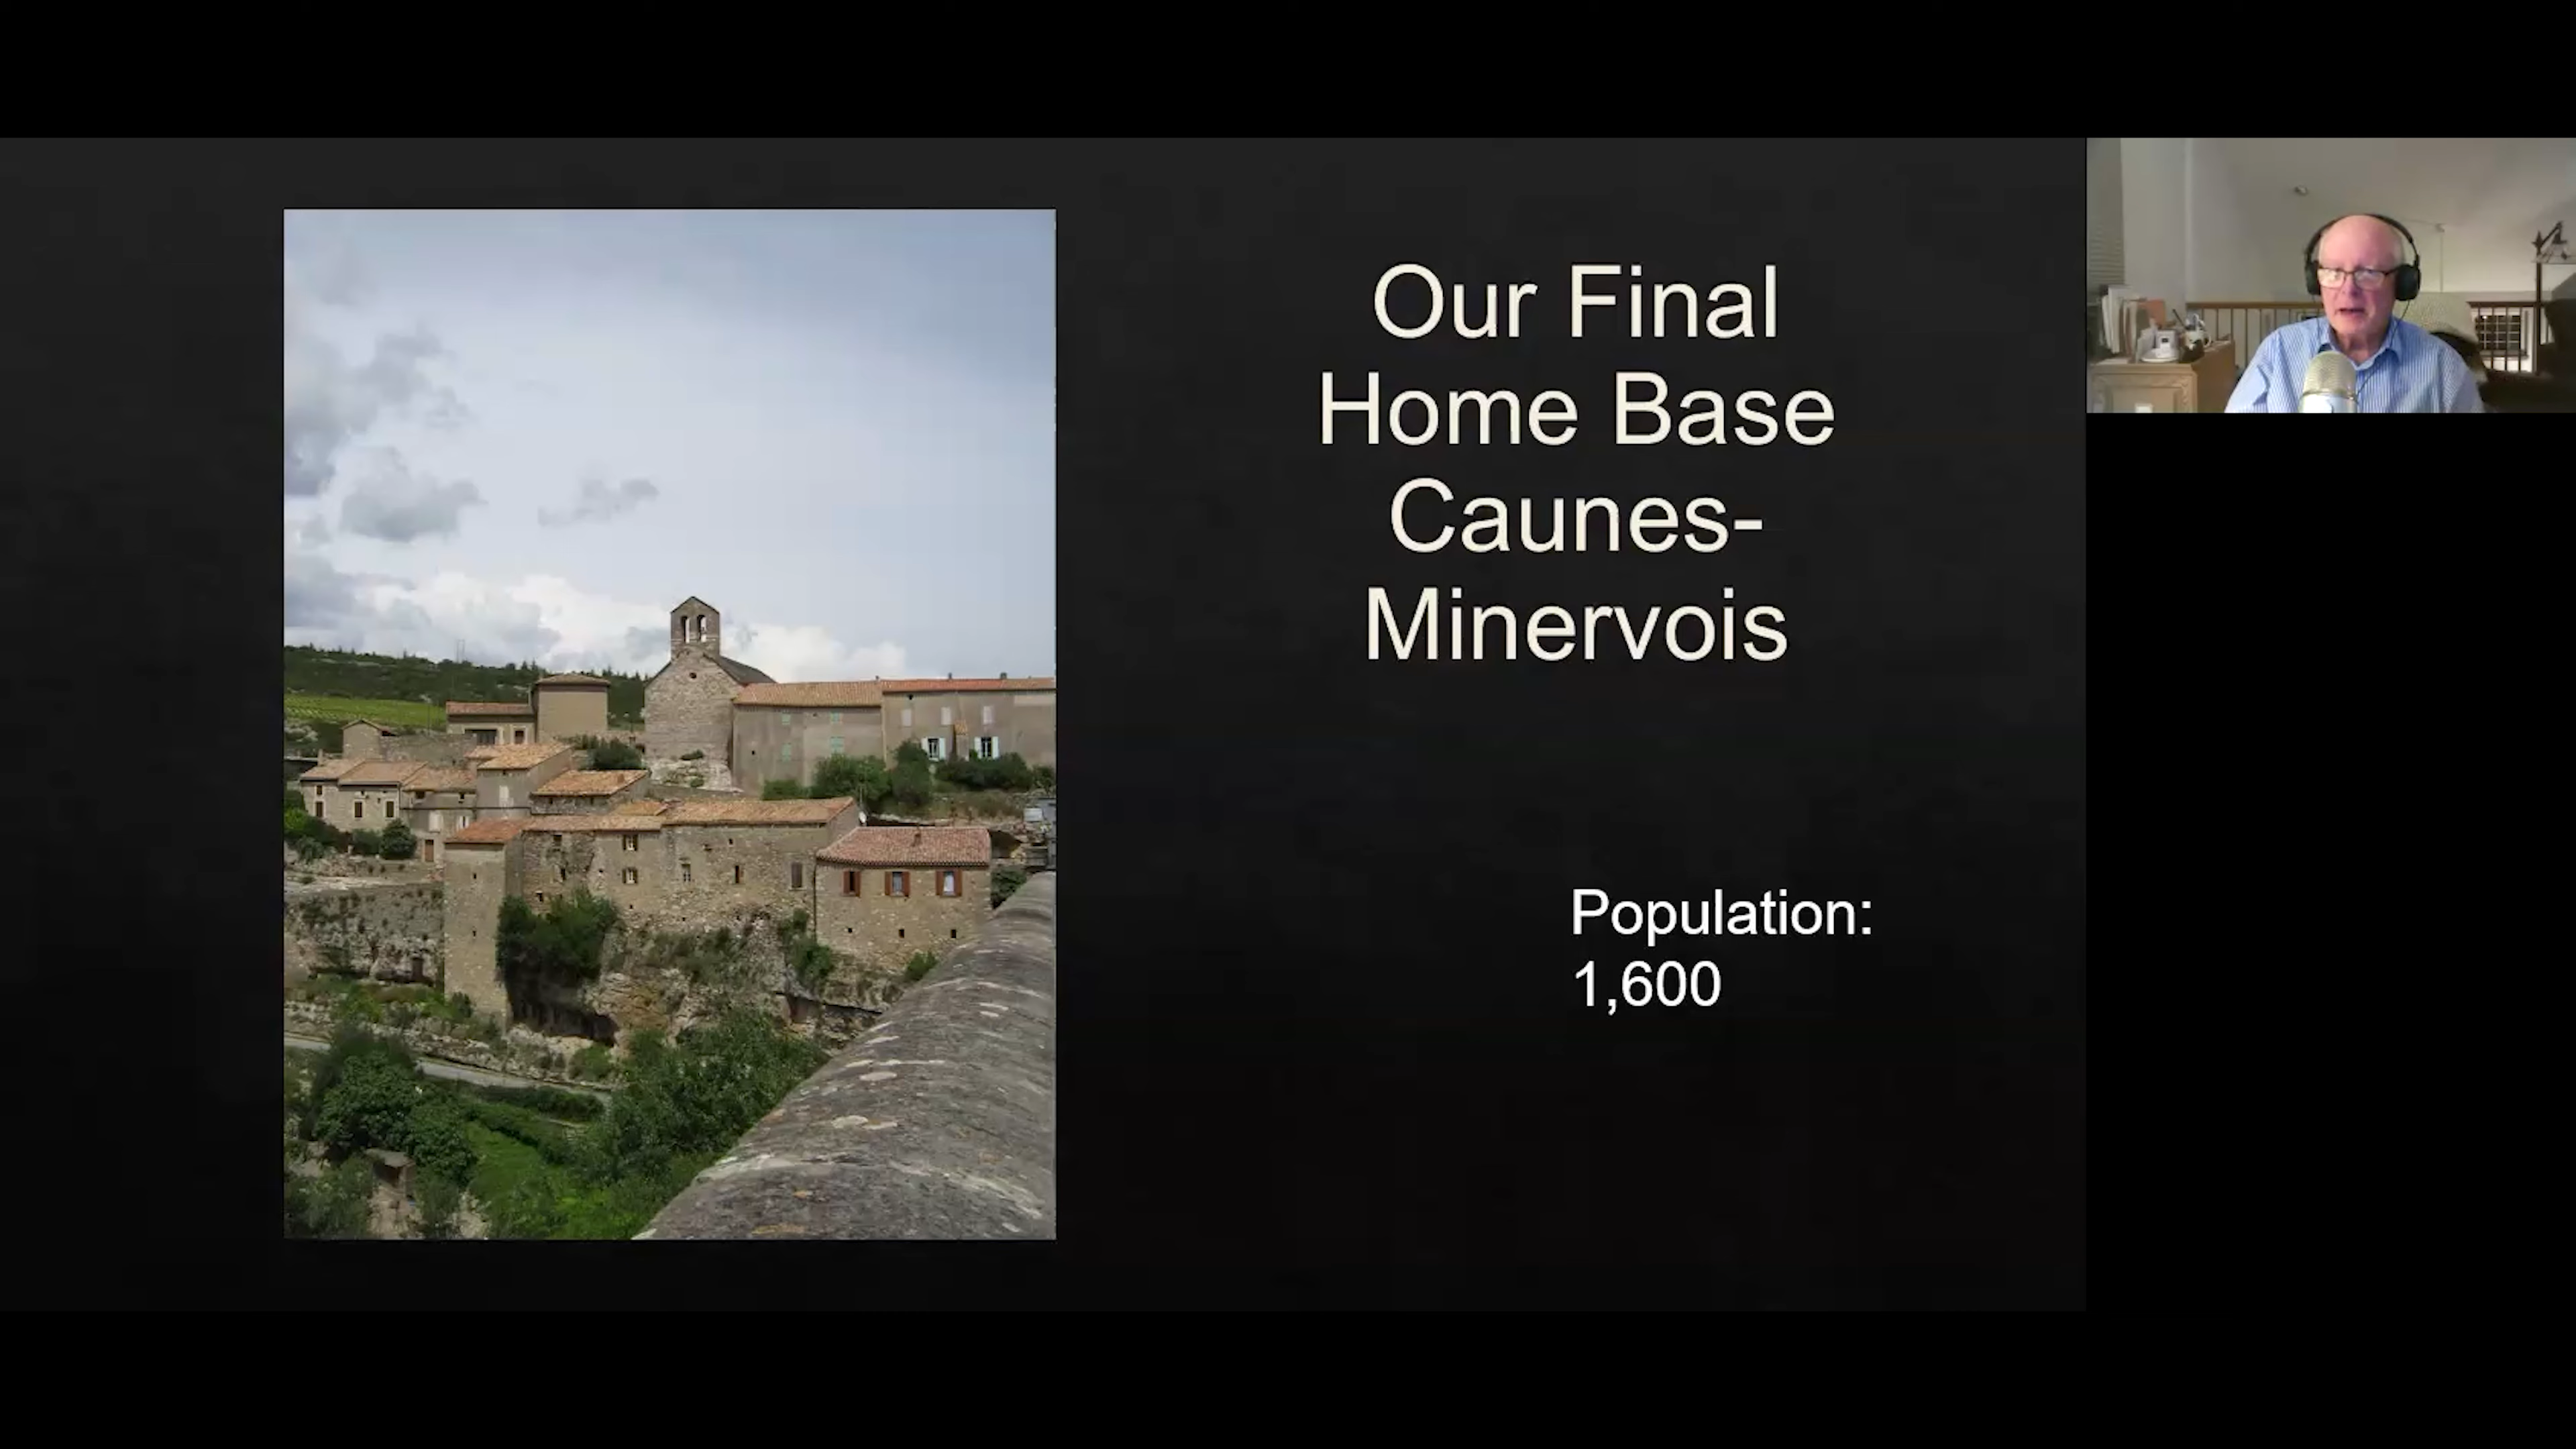 Our Final
Home Base
Caunes-
Minervois
Population:
1,600